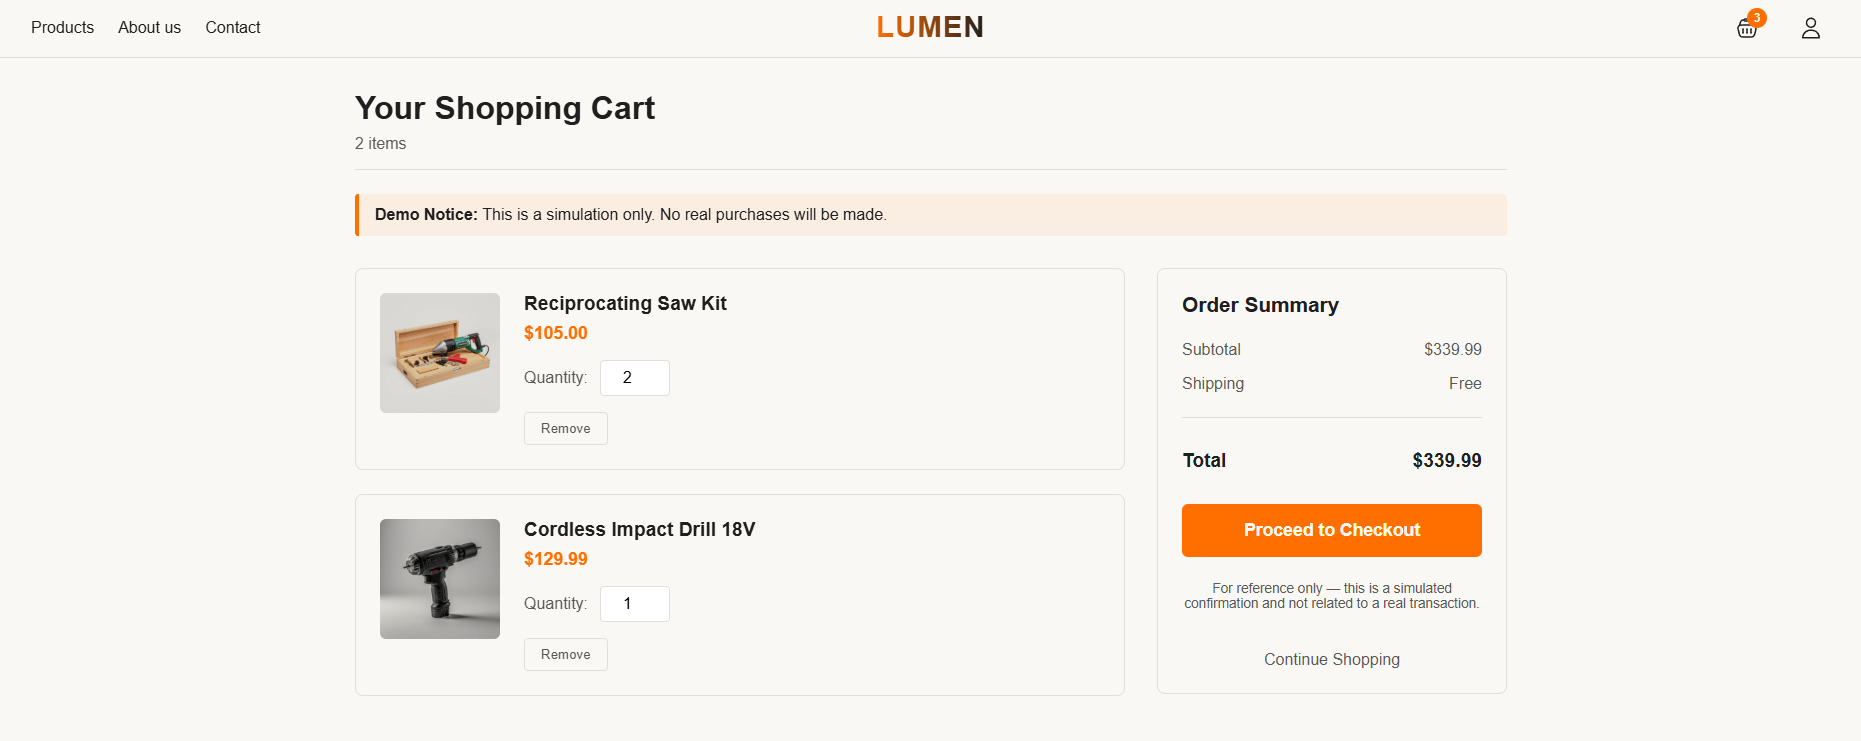 Products About us Contact
LUMEN
3
Your Shopping Cart
2 items
Demo Notice: This is a simulation only. No real purchases will be made.
Reciprocating Saw Kit
$105.00
Quantity: 2
Remove
Cordless Impact Drill 18V
$129.99
Quantity: 1
Remove
Order Summary
Subtotal $339.99
Shipping Free
Total $339.99
Proceed to Checkout
For reference only — this is a simulated
confirmation and not related to a real transaction.
Continue Shopping